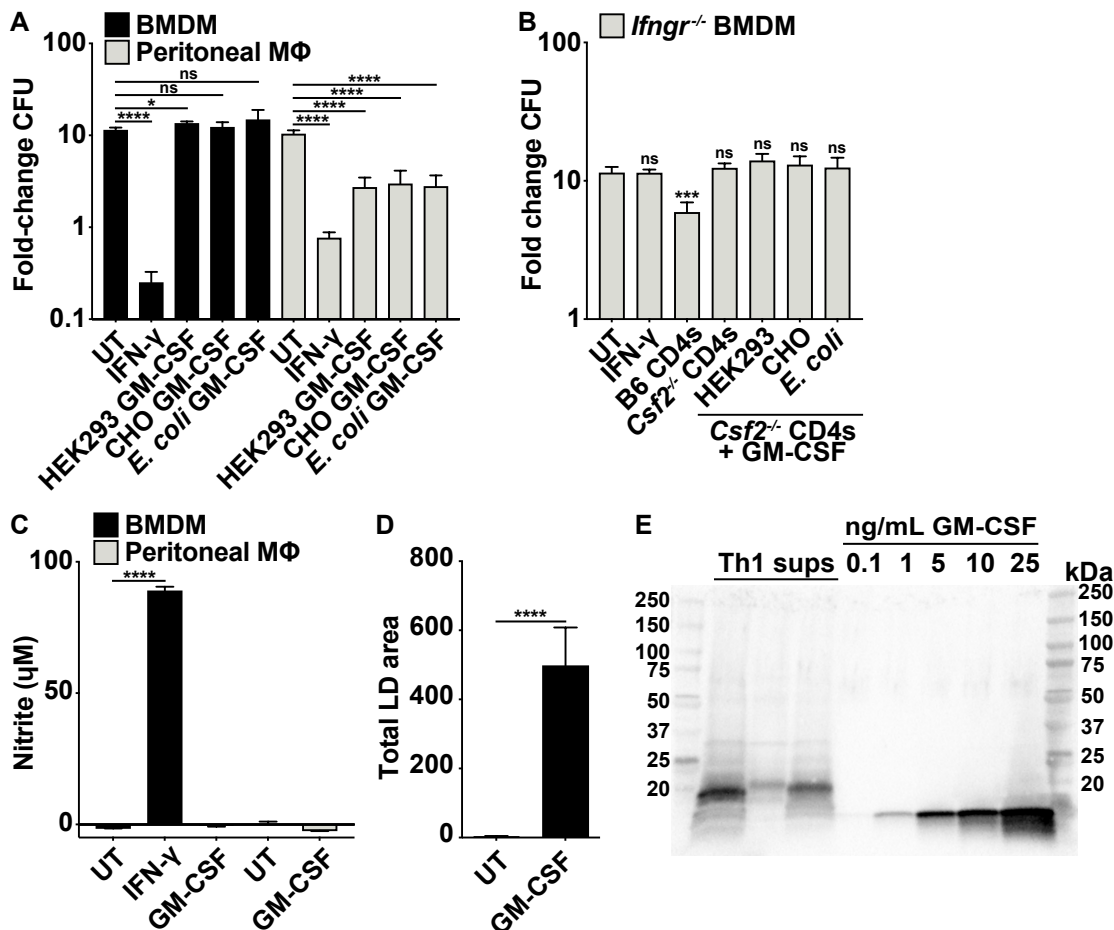 A
BMDM
Peritoneal MΦ
Fold-change CFU
100
10
1
0.1
ns
ns
*
****
****
****
****
****
UT
IFN-γ
HEK293 GM-CSF
CHO GM-CSF
E. coli GM-CSF
UT
IFN-γ
HEK293 GM-CSF
CHO GM-CSF
E. coli GM-CSF
B
Ifngr-/- BMDM
Fold change CFU
100
10
1
ns
***
ns
ns
ns
ns
UT
IFN-γ
B6 CD4s
Csf2-/- CD4s
HEK293
CHO
E. coli
Csf2-/- CD4s
+ GM-CSF
C
BMDM
Peritoneal MΦ
Nitrite (µM)
100
50
0
****
UT
IFN-γ
GM-CSF
UT
GM-CSF
D
Total LD area
800
600
400
200
0
****
UT
GM-CSF
E
ng/mL GM-CSF
Th1 sups
0.1 1 5 10 25
kDa
250
150
100
75
50
37
25
20
250
150
100
75
50
37
25
20